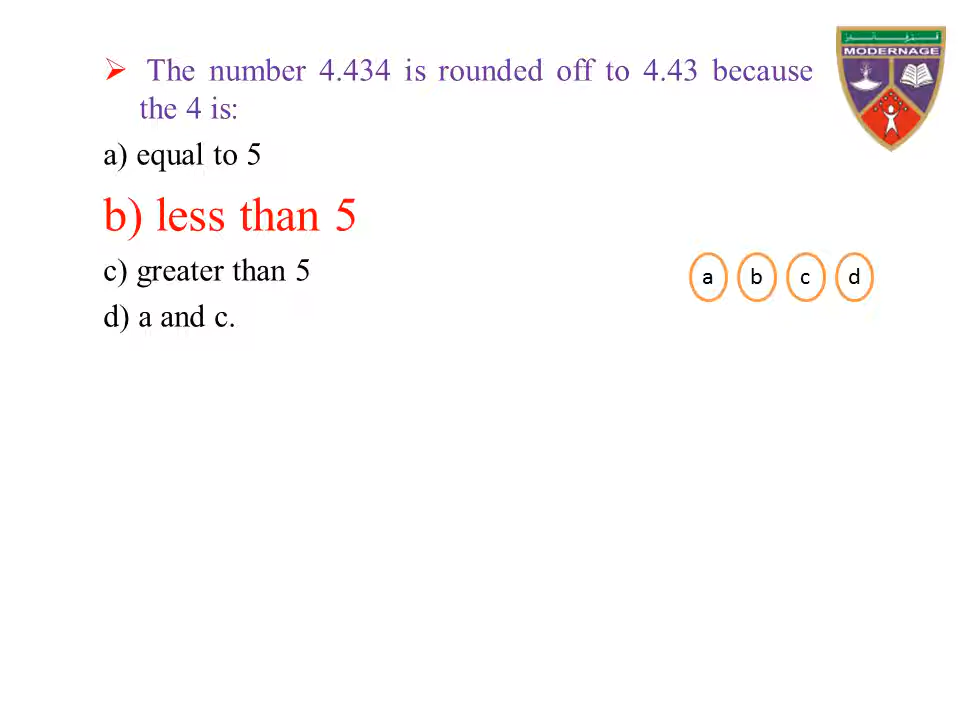 The number 4.434 is rounded off to 4.43 because
the 4 is:
a) equal to 5
b) less than 5
c) greater than 5
d) a and c.
a b c d
MODERNAGE